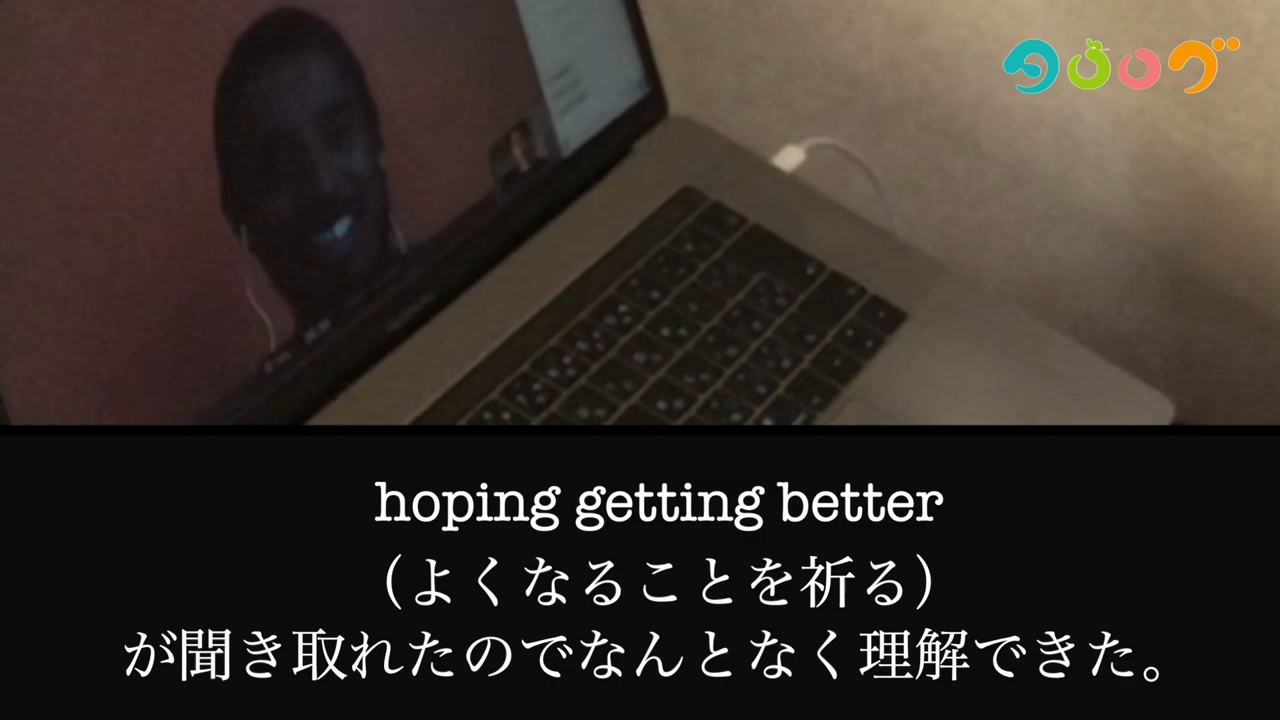 hoping getting better
（よくなることを祈る）
が聞き取れたのでなんとなく理解できた。